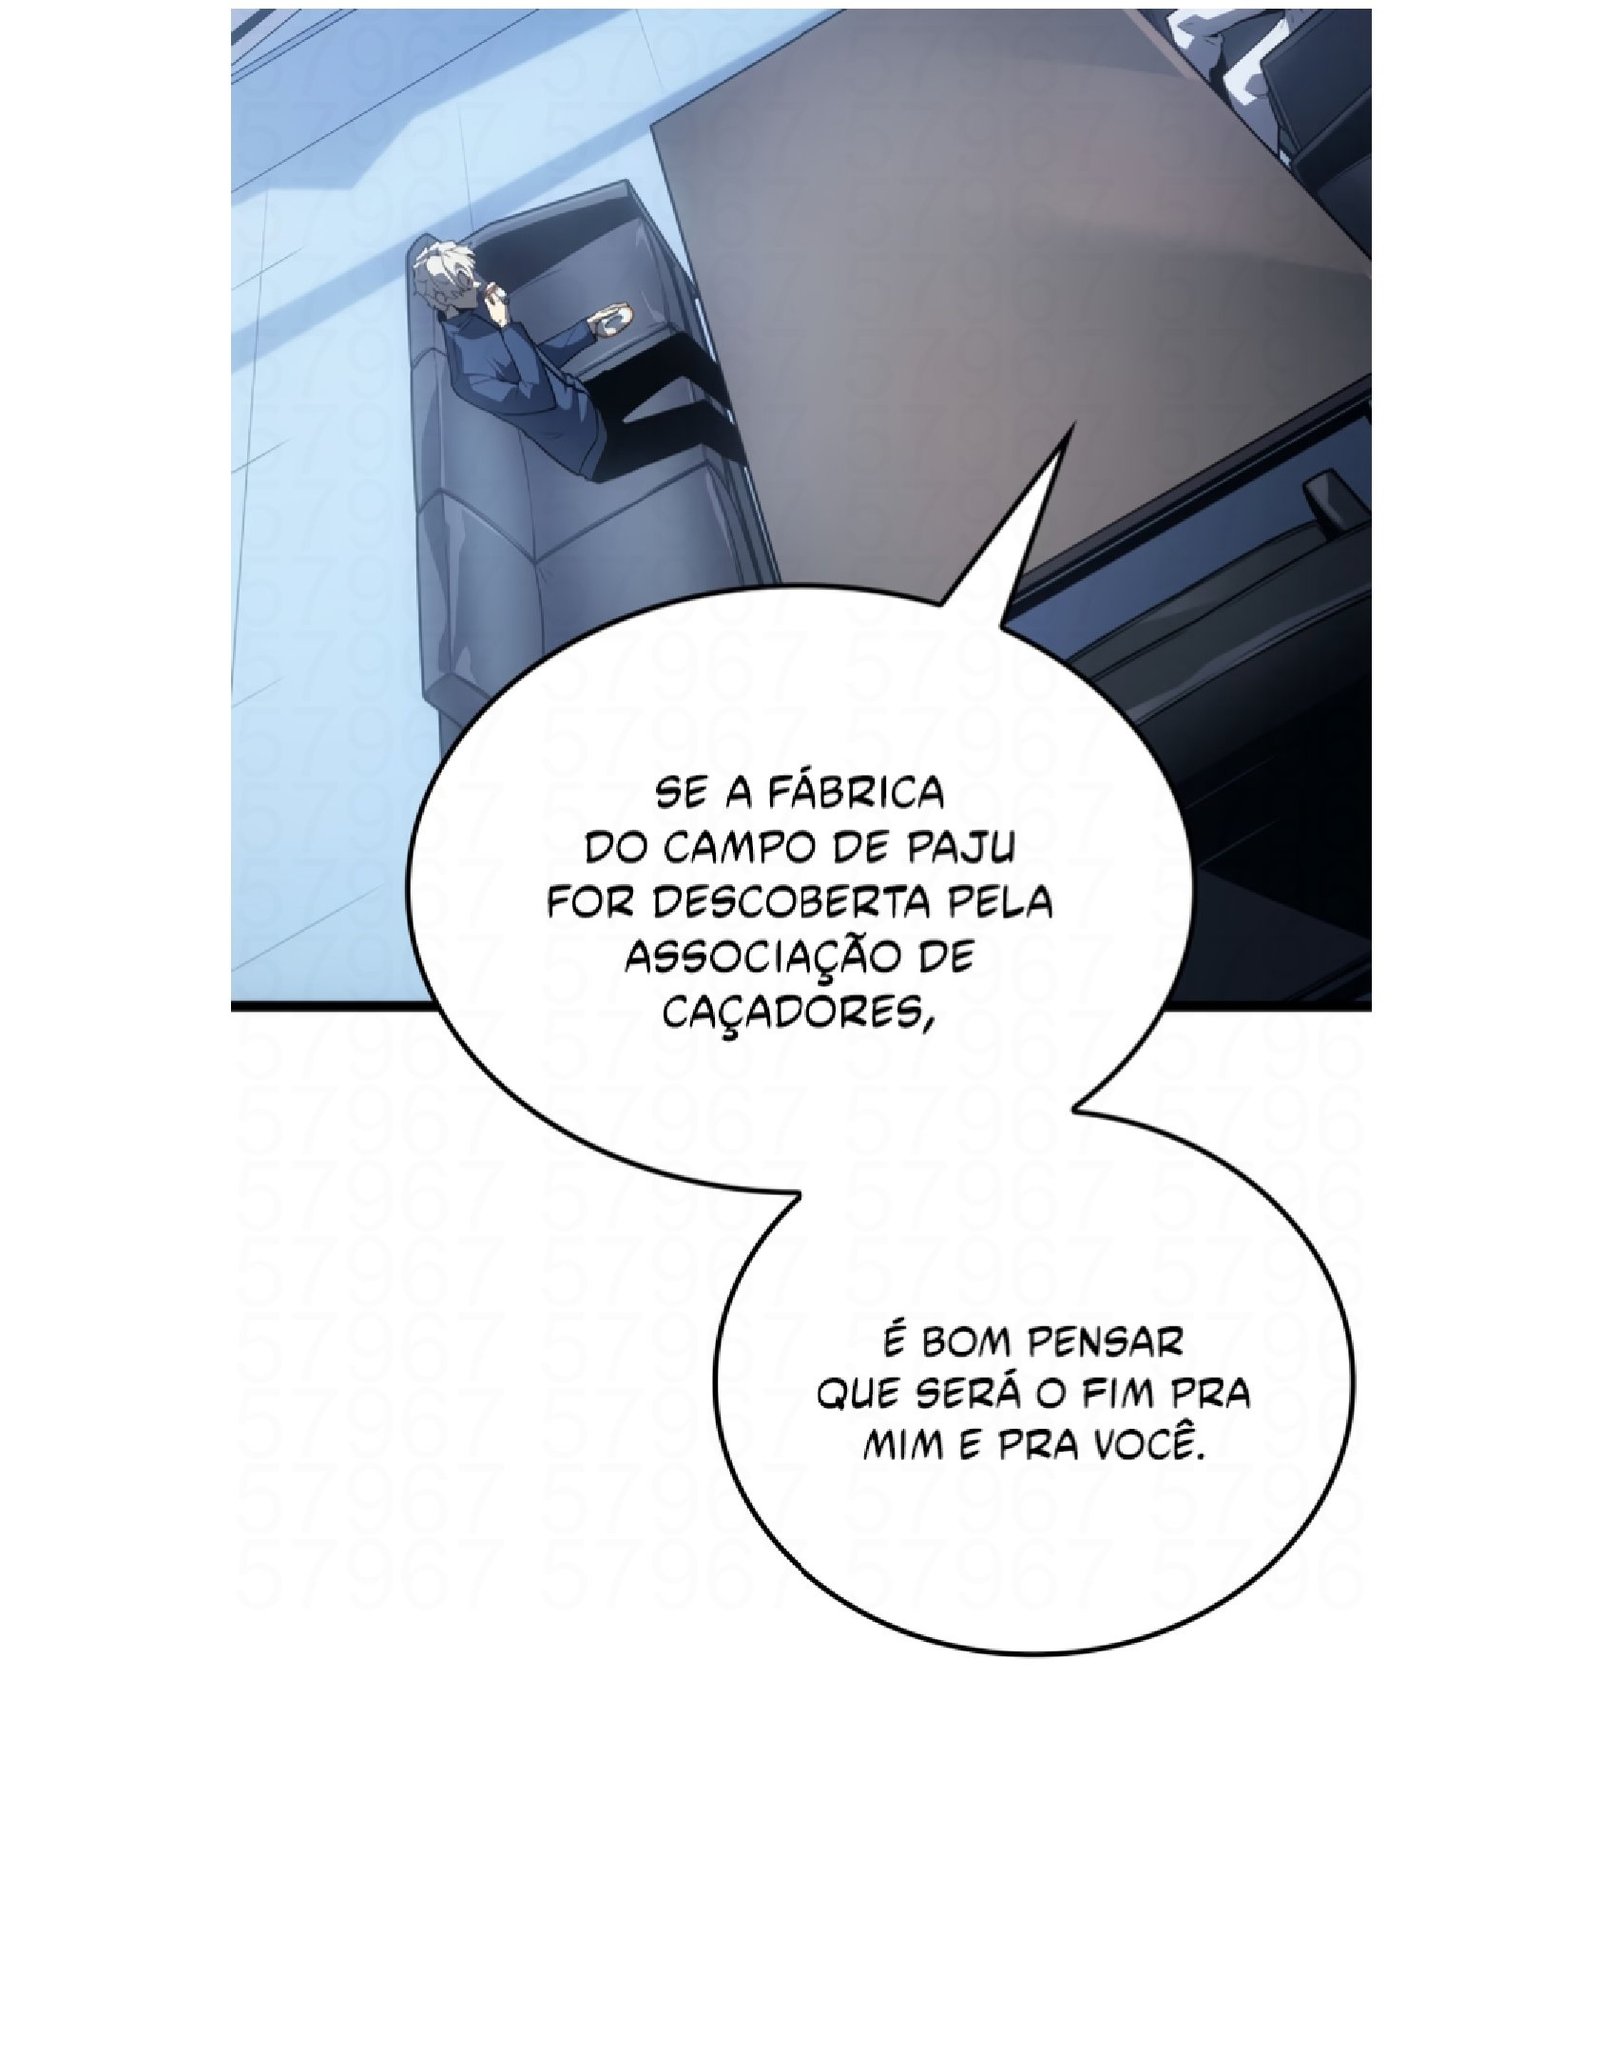 SE A FÁBRICA
DO CAMPO DE PAJU
FOR DESCOBERTA PELA
ASSOCIAÇÃO DE
CAÇADORES,
É BOM PENSAR
QUE SERÁ O FIM PRA
MIM E PRA VOCÊ.